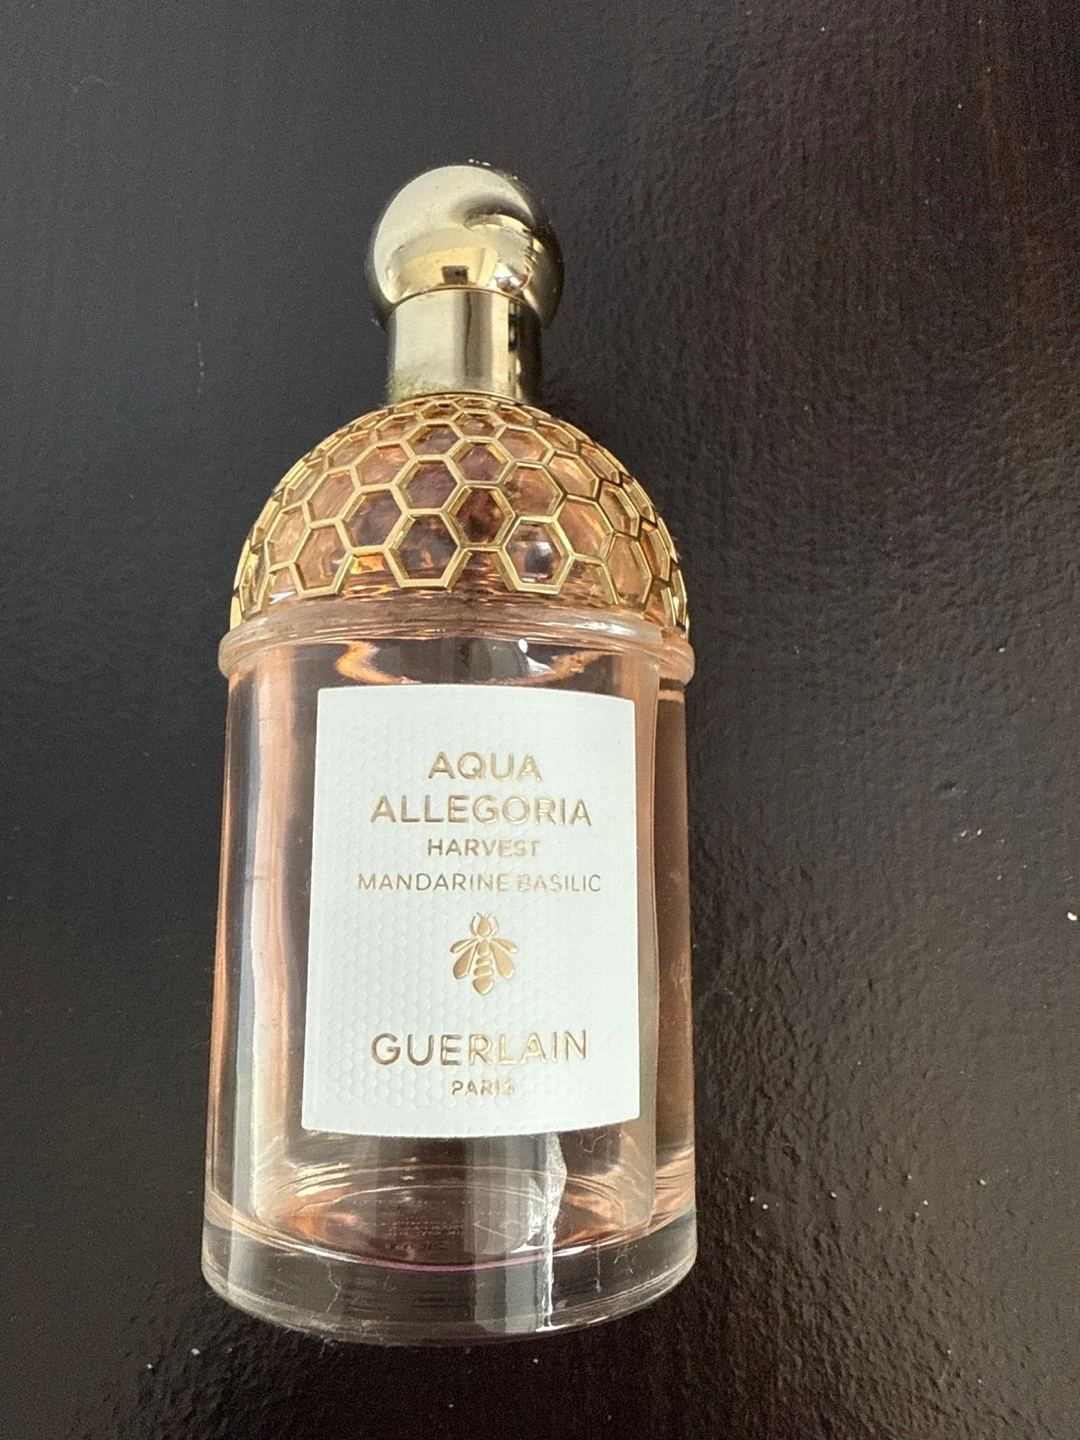 AQUA
ALLEGORIA
HARVEST
MANDARINE BASILIC
GUERLAIN
PARIS